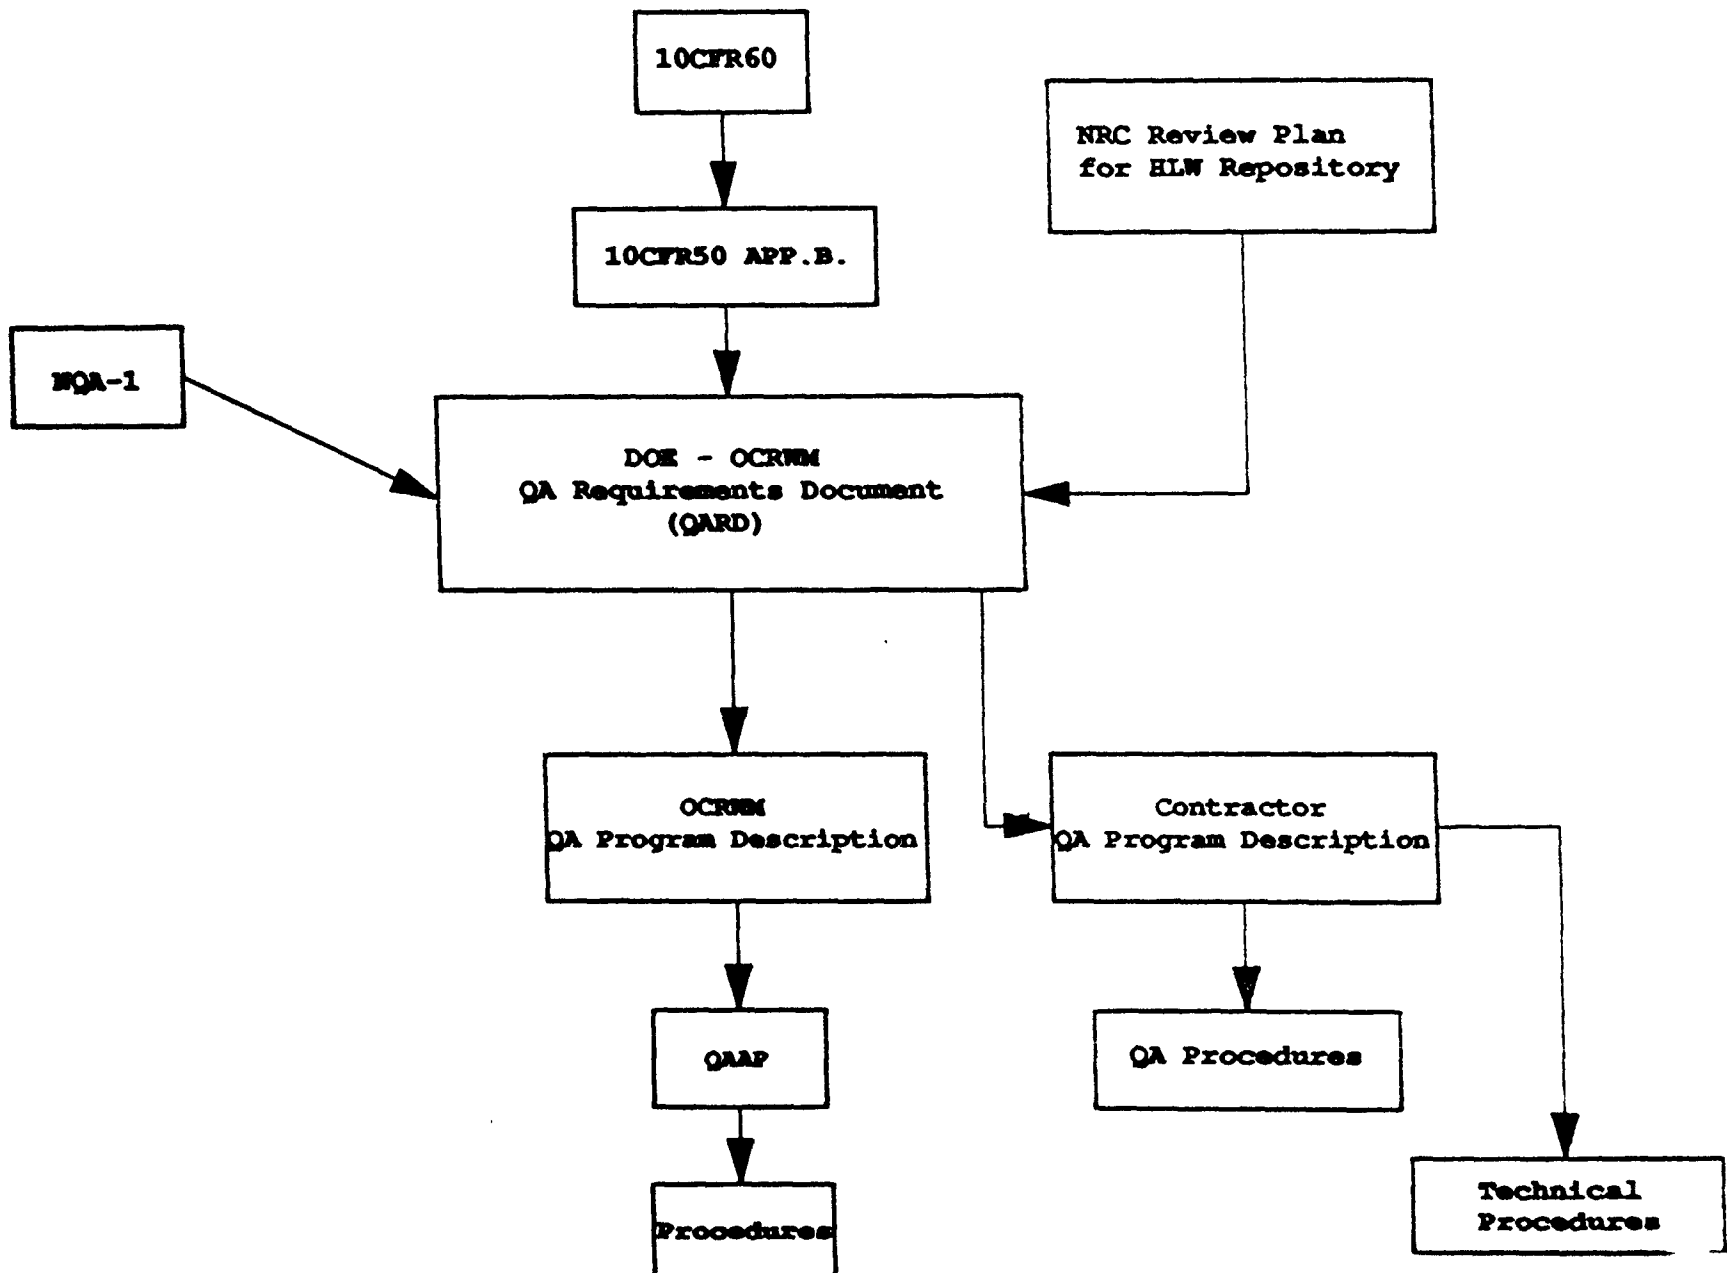 10CFR60
NRC Review Plan
for HLW Repository
10CFR50 APP.B.
NQA-1
DOE - OCRWM
QA Requirements Document
(QARD)
OCRWM
QA Program Description
Contractor
QA Program Description
QAAP
QA Procedures
Technical
Procedures
Procedures